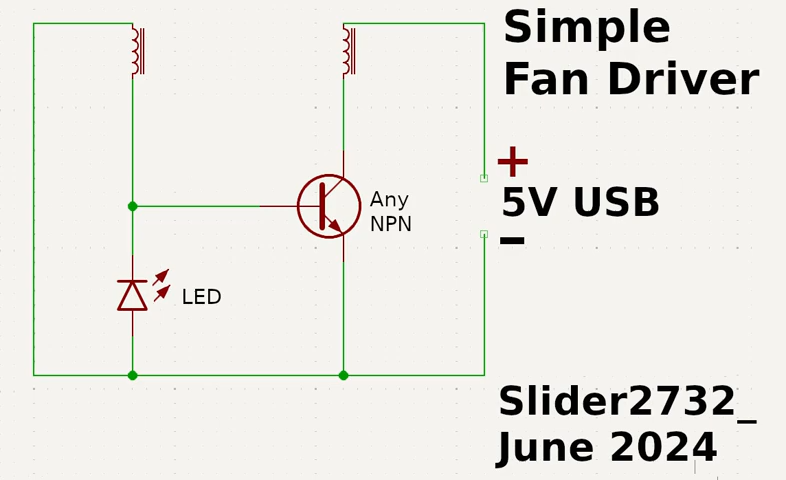 Simple
Fan Driver
+
5V USB
−
Any
NPN
LED
Slider2732_
June 2024